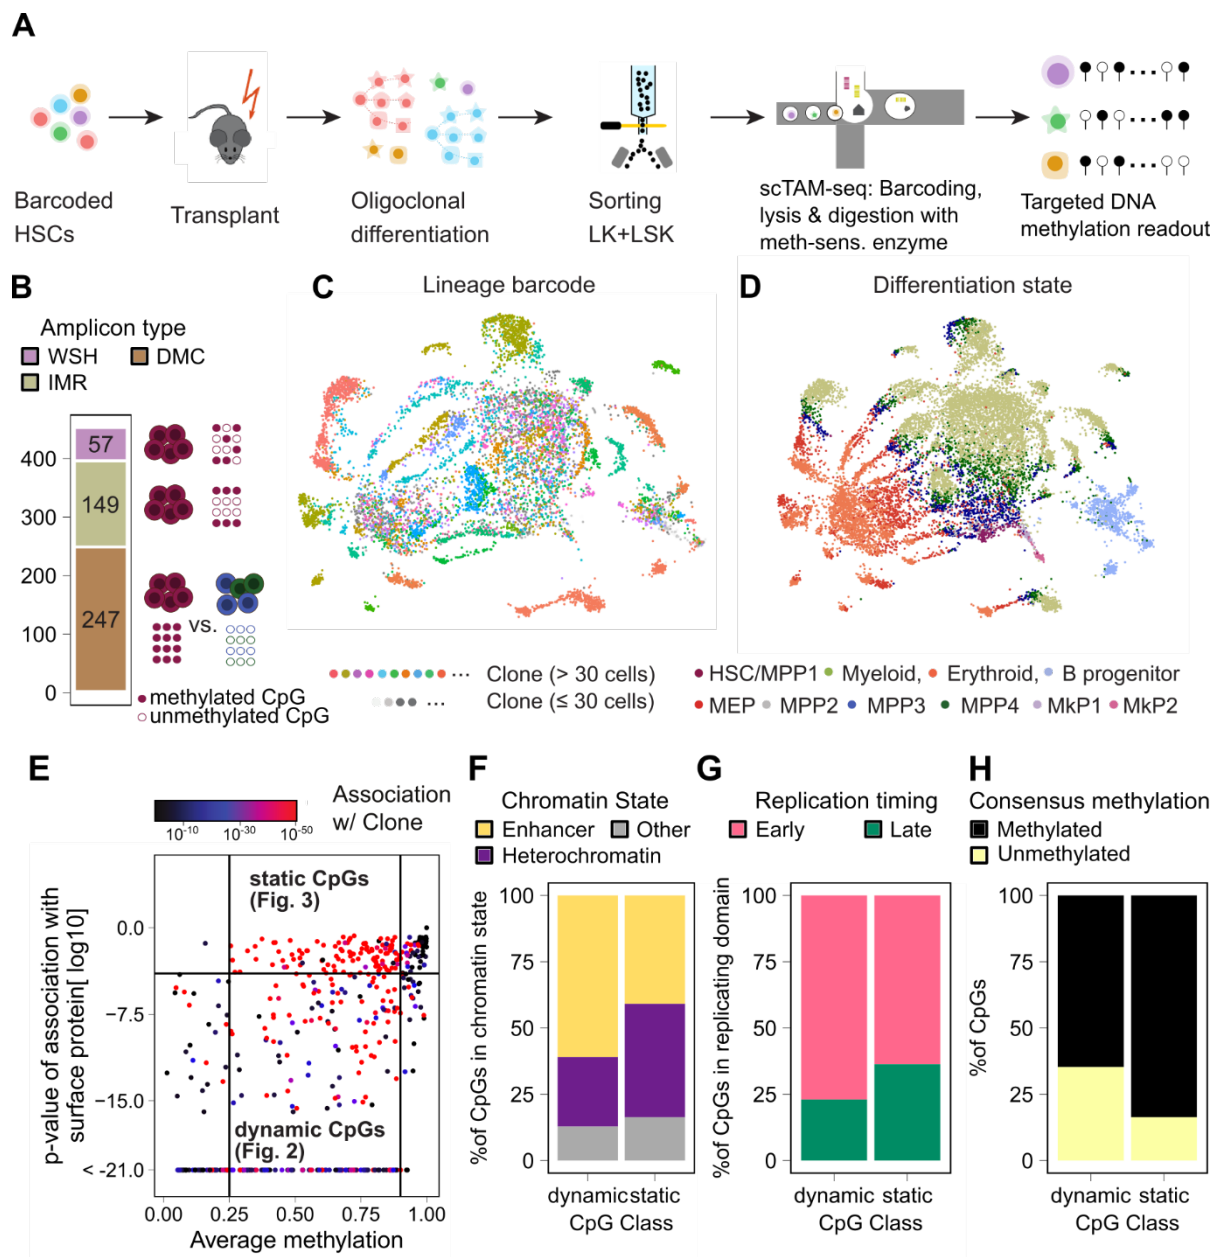 A
Barcoded
HSCs
Transplant
Oligoclonal
differentiation
Sorting
LK+LSK
scTAM-seq: Barcoding,
lysis & digestion with
meth-sens. enzyme
Targeted DNA
methylation readout
B
Amplicon type
WSH
DMC
IMR
400
300
200
100
0
57
149
247
vs.
methylated CpG
unmethylated CpG
C
Lineage barcode
Clone (> 30 cells)
Clone (≤ 30 cells)
D
Differentiation state
HSC/MPP1 Myeloid, Erythroid, B progenitor
MEP MPP2 MPP3 MPP4 MkP1 MkP2
E
Association
w/ Clone
10-10 10-30 10-50
static CpGs
(Fig. 3)
dynamic CpGs
(Fig. 2)
p-value of association with
surface protein[ log10]
0.0
−7.5
−15.0
< -21.0
0.00 0.25 0.50 0.75 1.00
Average methylation
F
Chromatin State
Enhancer
Other
Heterochromatin
%of CpGs in chromatin state
100
75
50
25
0
dynamic static
CpG Class
G
Replication timing
Early
Late
%of CpGs in replicating domain
100
75
50
25
0
dynamic static
CpG Class
H
Consensus methylation
Methylated
Unmethylated
%of CpGs
100
75
50
25
0
dynamic static
CpG Class